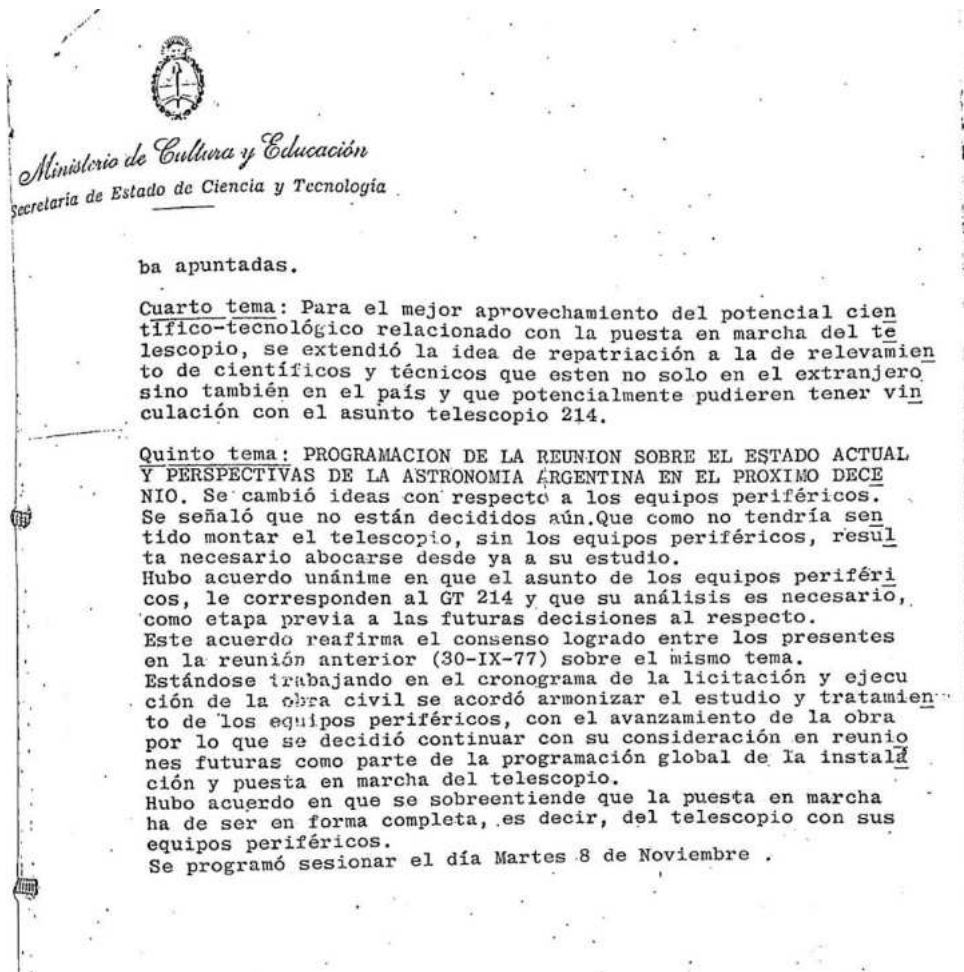 Ministerio de Cultura y Educación
Secretaría de Estado de Ciencia y Tecnología
ba apuntadas.
Cuarto tema: Para el mejor aprovechamiento del potencial cien
tífico-tecnológico relacionado con la puesta en marcha del te
lescopio, se extendió la idea de repatriación a la de relevamien
to de científicos y técnicos que esten no solo en el extranjero
sino también en el país y que potencialmente pudieren tener vin
culación con el asunto telescopio 214.
Quinto tema: PROGRAMACION DE LA REUNION SOBRE EL ESTADO ACTUAL
Y PERSPECTIVAS DE LA ASTRONOMIA ARGENTINA EN EL PROXIMO DECE
NIO. Se cambió ideas con respecto a los equipos periféricos.
Se señaló que no están decididos aún.Que como no tendría sen
tido montar el telescopio, sin los equipos periféricos, resul
ta necesario abocarse desde ya a su estudio.
Hubo acuerdo unánime en que el asunto de los equipos periféri
cos, le corresponden al GT 214 y que su análisis es necesario,
como etapa previa a las futuras decisiones al respecto.
Este acuerdo reafirma el consenso logrado entre los presentes
en la reunión anterior (30-IX-77) sobre el mismo tema.
Estándose trabajando en el cronograma de la licitación y ejecu
ción de la obra civil se acordó armonizar el estudio y tratamien
to de los equipos periféricos, con el avanzamiento de la obra
por lo que se decidió continuar con su consideración en reunio
nes futuras como parte de la programación global de la instala
ción y puesta en marcha del telescopio.
Hubo acuerdo en que se sobreentiende que la puesta en marcha
ha de ser en forma completa, es decir, del telescopio con sus
equipos periféricos.
Se programó sesionar el día Martes 8 de Noviembre .